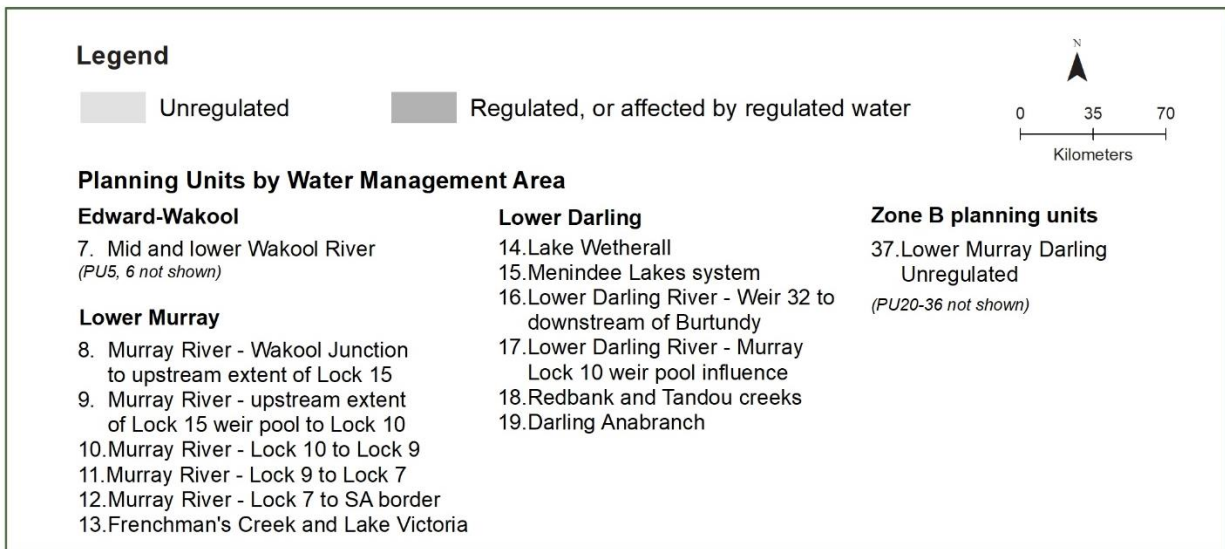 Legend
N
Unregulated
Regulated, or affected by regulated water
0 35 70
Kilometers
Planning Units by Water Management Area
Edward-Wakool
7. Mid and lower Wakool River
(PU5, 6 not shown)
Lower Murray
8. Murray River - Wakool Junction
to upstream extent of Lock 15
9. Murray River - upstream extent
of Lock 15 weir pool to Lock 10
10.Murray River - Lock 10 to Lock 9
11.Murray River - Lock 9 to Lock 7
12.Murray River - Lock 7 to SA border
13.Frenchman's Creek and Lake Victoria
Lower Darling
14.Lake Wetherall
15.Menindee Lakes system
16.Lower Darling River - Weir 32 to
downstream of Burtundy
17.Lower Darling River - Murray
Lock 10 weir pool influence
18.Redbank and Tandou creeks
19.Darling Anabranch
Zone B planning units
37.Lower Murray Darling
Unregulated
(PU20-36 not shown)